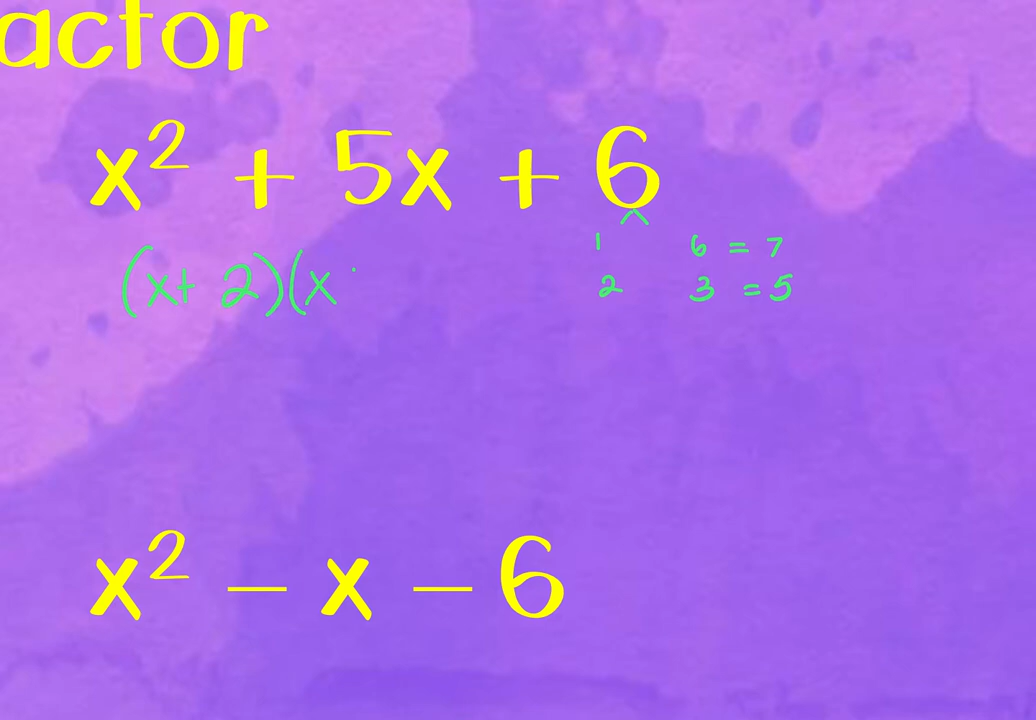 actor
x² + 5x + 6
1 6 = 7
(x+ 2)(x
2 3 = 5
x² – x – 6